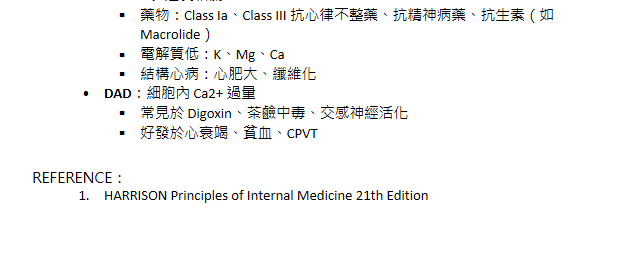 ▪ 藥物：Class Ia、Class III 抗心律不整藥、抗精神病藥、抗生素（如
Macrolide）
▪ 電解質低：K、Mg、Ca
▪ 結構心病：心肥大、纖維化
• DAD：細胞內 Ca2+ 過量
▪ 常見於 Digoxin、茶鹼中毒、交感神經活化
▪ 好發於心衰竭、貧血、CPVT
REFERENCE：
1. HARRISON Principles of Internal Medicine 21th Edition